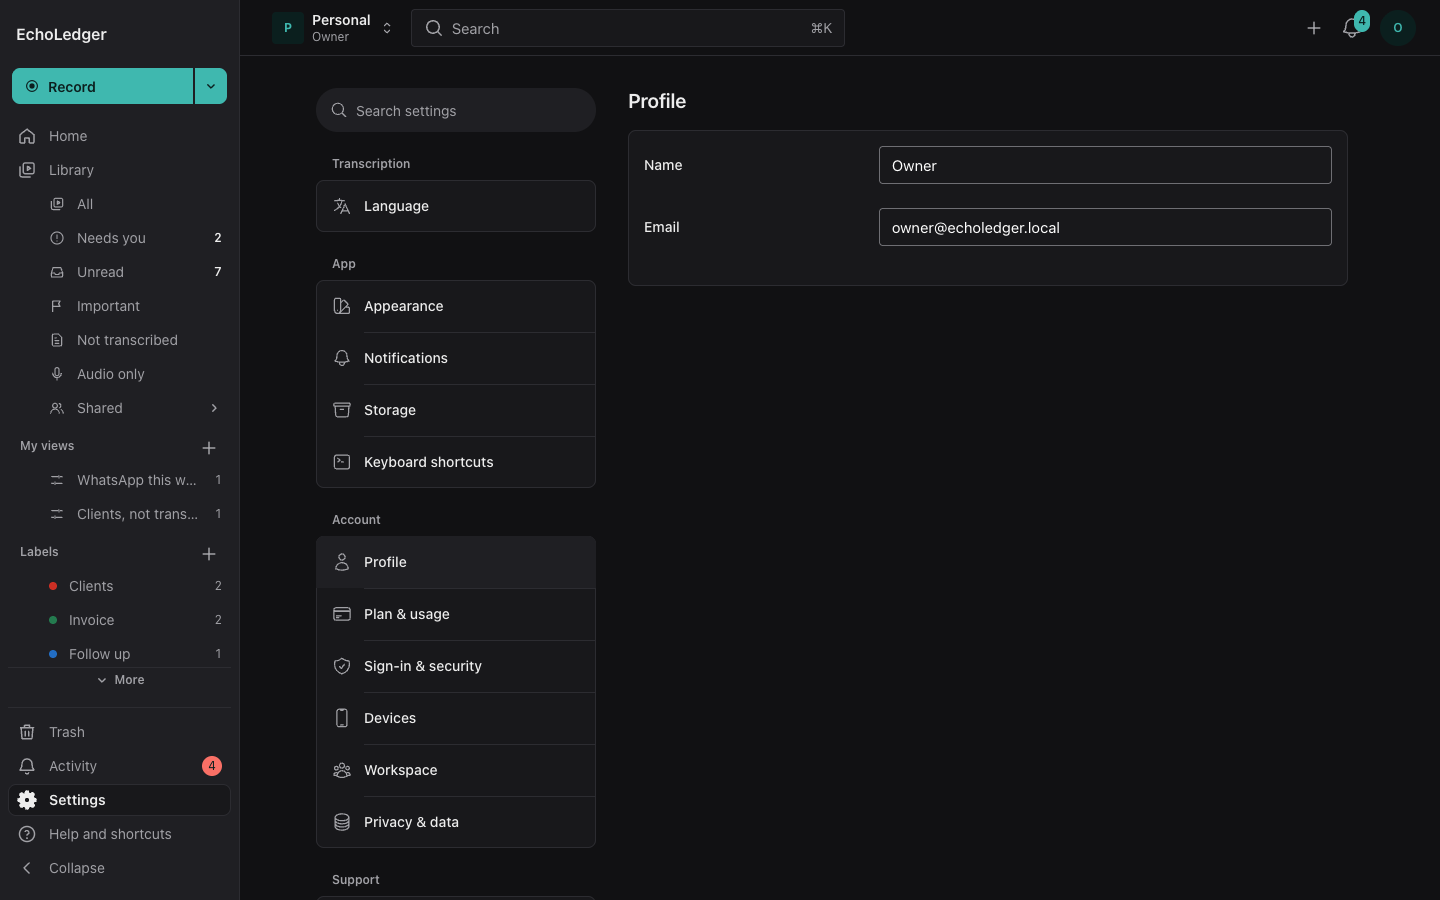 EchoLedger
Record
Home
Library
All
Needs you 2
Unread 7
Important
Not transcribed
Audio only
Shared
My views
WhatsApp this w... 1
Clients, not trans... 1
Labels
Clients 2
Invoice 2
Follow up 1
More
Trash
Activity 4
Settings
Help and shortcuts
Collapse
P
Personal
Owner
Search ⌘K
4
O
Search settings
Transcription
Language
App
Appearance
Notifications
Storage
Keyboard shortcuts
Account
Profile
Plan & usage
Sign-in & security
Devices
Workspace
Privacy & data
Support
Profile
Name Owner
Email owner@echoledger.local